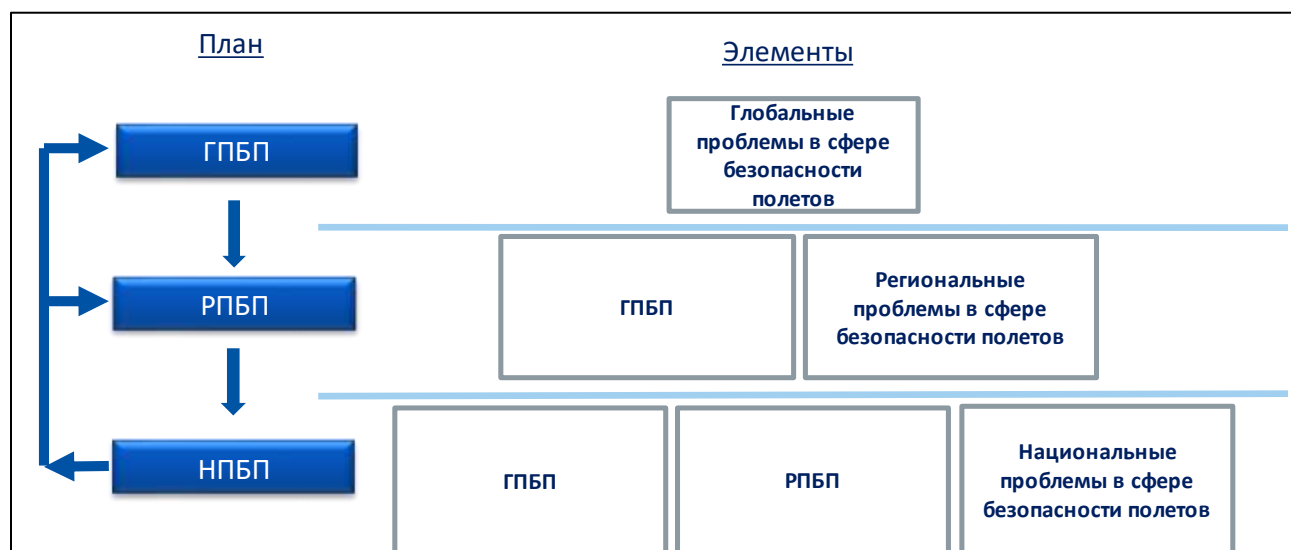 План
Элементы
ГПБП
Глобальные
проблемы в сфере
безопасности
полетов
РПБП
ГПБП
Региональные
проблемы в сфере
безопасности полетов
НПБП
ГПБП
РПБП
Национальные
проблемы в сфере
безопасности полетов